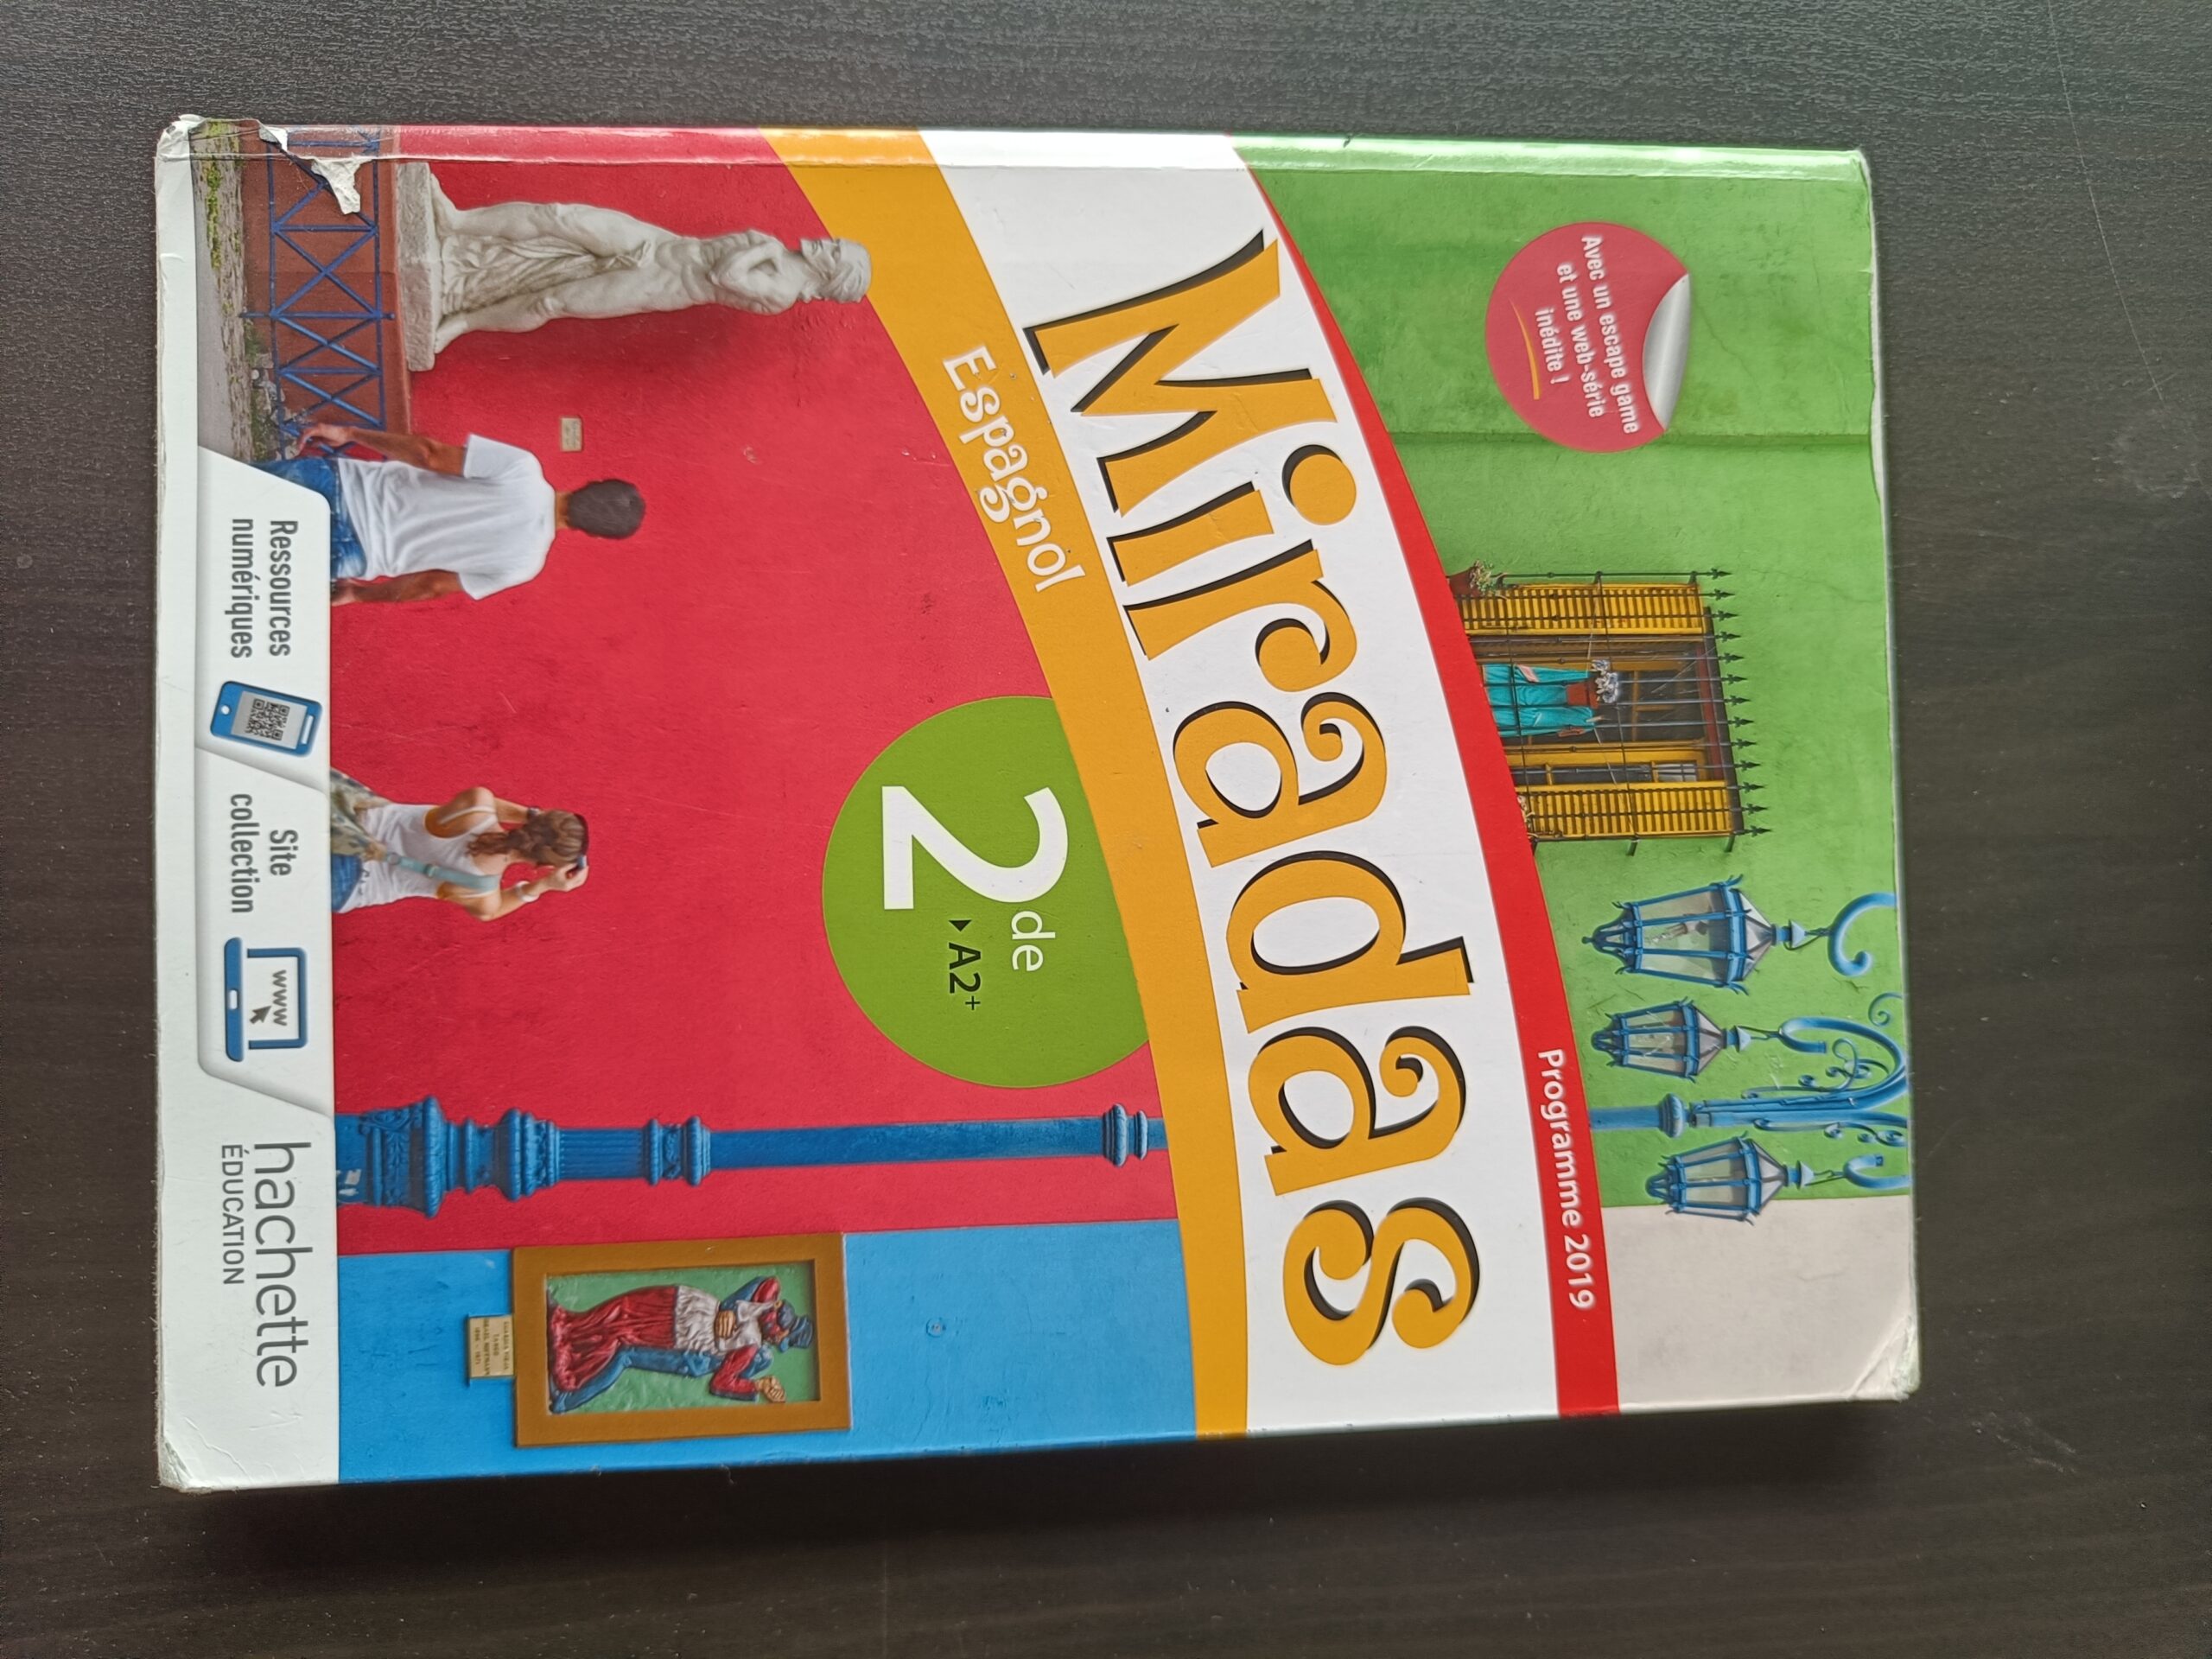 Avec un escape game
et une web-série
inédite !
Programme 2019
Miradas
Espagnol
2de
▸ A2+
Ressources
numériques
Site
collection
www
hachette
ÉDUCATION